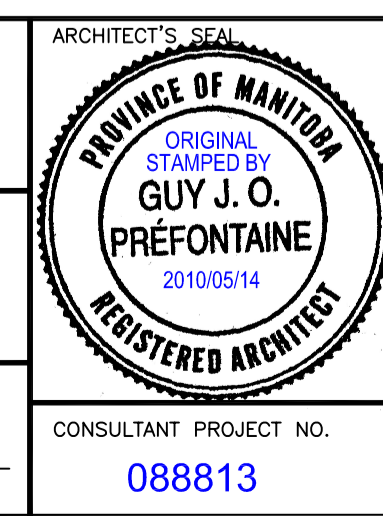 ARCHITECT'S SEAL
PROVINCE OF MANITOBA
ORIGINAL
STAMPED BY
GUY J. O.
PRÉFONTAINE
2010/05/14
REGISTERED ARCHITECT
CONSULTANT PROJECT NO.
088813